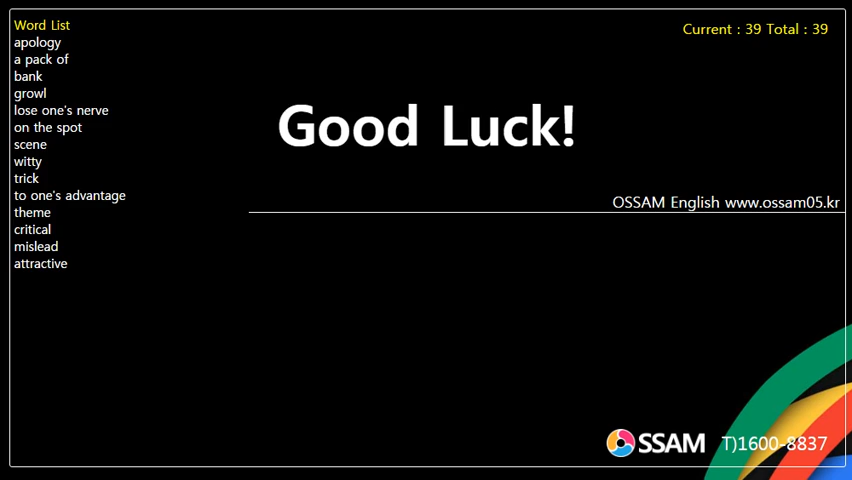 Word List
apology
a pack of
bank
growl
lose one's nerve
on the spot
scene
witty
trick
to one's advantage
theme
critical
mislead
attractive
Current : 39 Total : 39
Good Luck!
OSSAM English www.ossam05.kr
OSSAM T)1600-8837